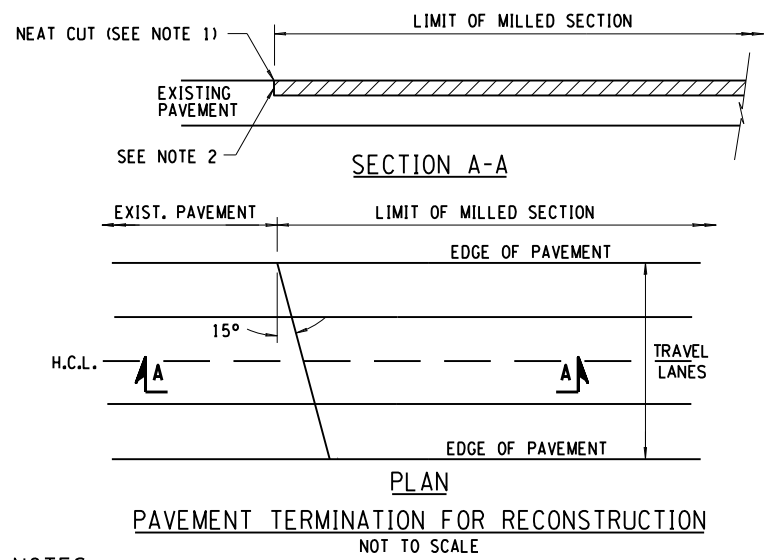 LIMIT OF MILLED SECTION
NEAT CUT (SEE NOTE 1)
EXISTING
PAVEMENT
SEE NOTE 2
SECTION A-A
EXIST. PAVEMENT
LIMIT OF MILLED SECTION
EDGE OF PAVEMENT
15°
H.C.L.
A
A
TRAVEL
LANES
EDGE OF PAVEMENT
PLAN
PAVEMENT TERMINATION FOR RECONSTRUCTION
NOT TO SCALE
NOTES